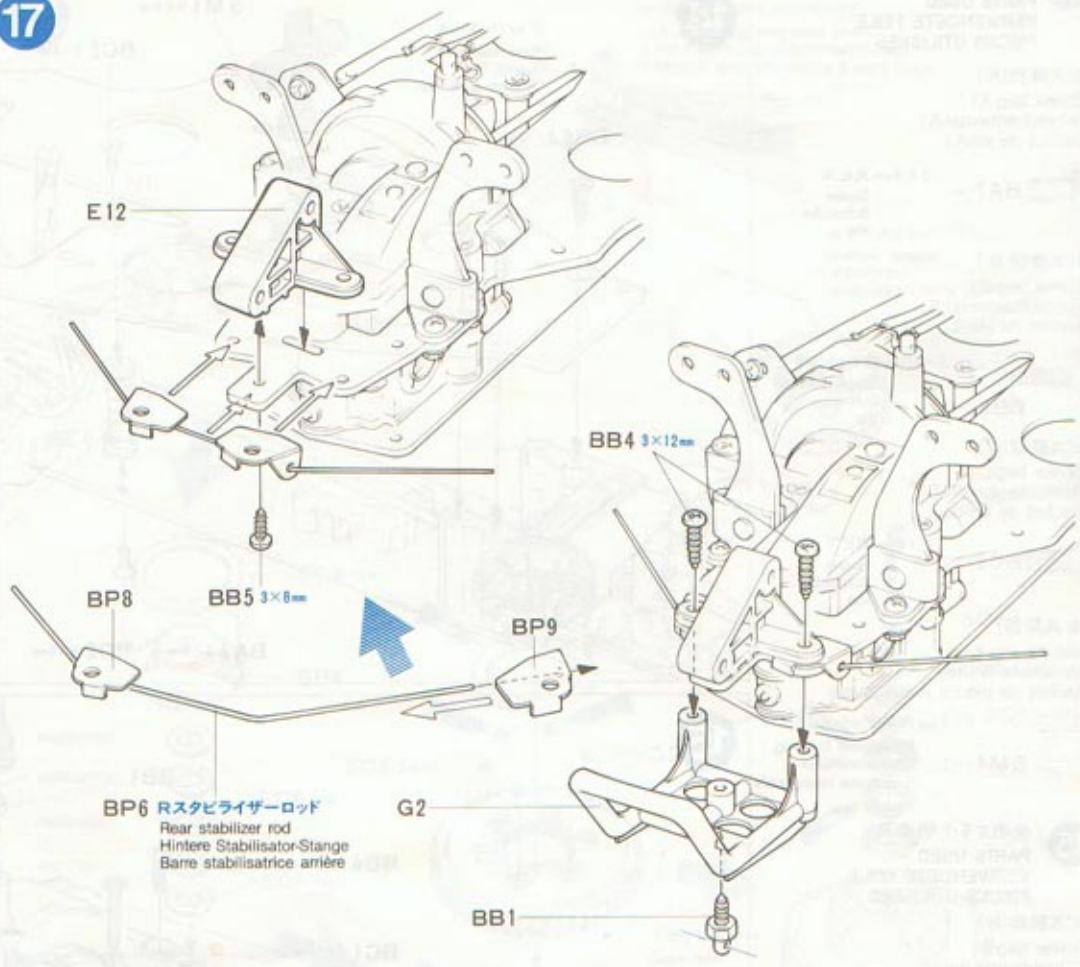 17
E12
BB4 3×12mm
BP8
BB5 3×8mm
BP9
BP6 Rスタビライザーロッド
Rear stabilizer rod
Hintere Stabilisator-Stange
Barre stabilisatrice arrière
G2
BB1